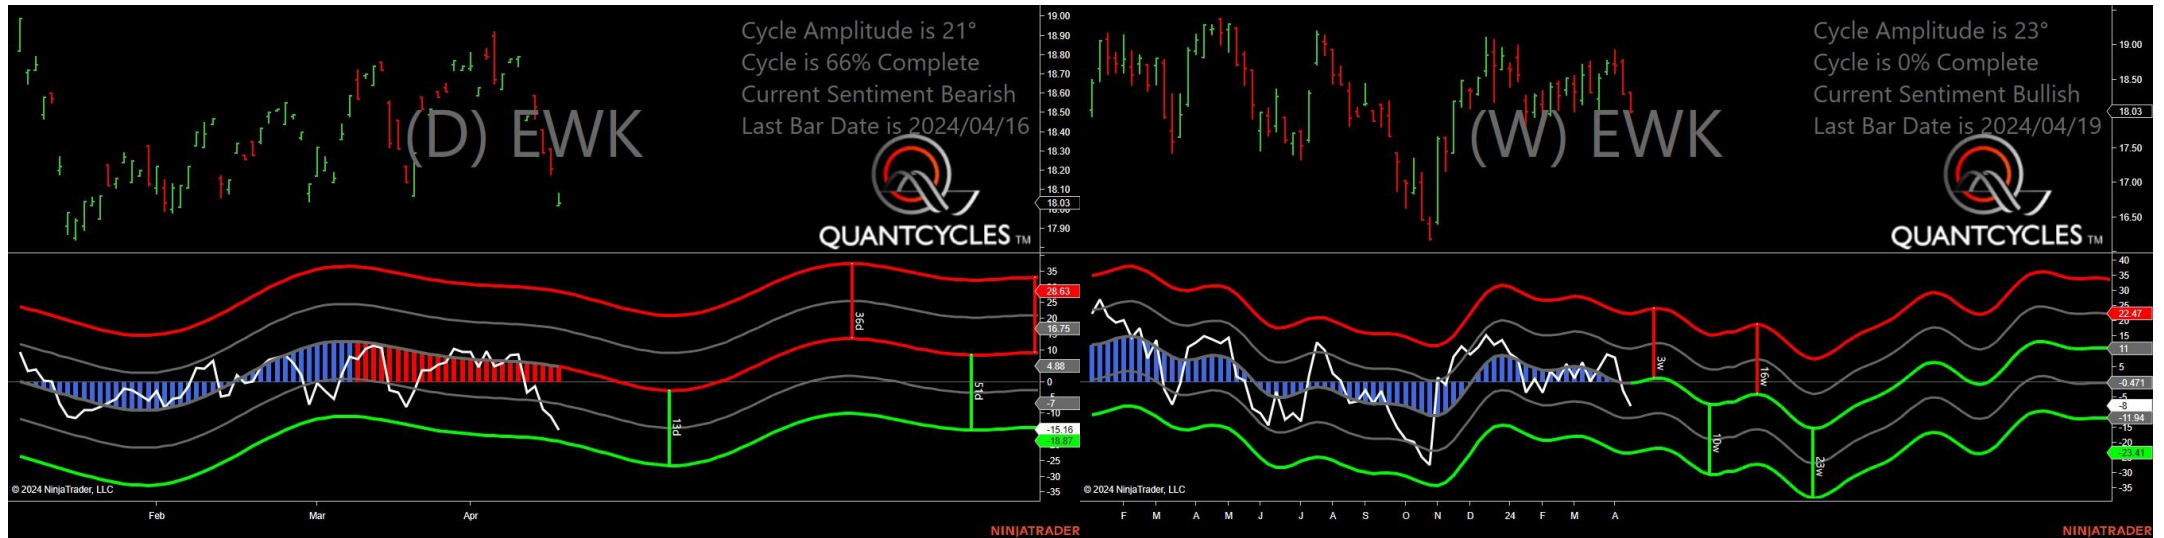 Cycle Amplitude is 21°
Cycle is 66% Complete
Current Sentiment Bearish
Last Bar Date is 2024/04/16
(D) EWK
QUANTCYCLES TM
19.00
18.90
18.80
18.70
18.60
18.50
18.40
18.30
18.20
18.10
18.03
17.90
35
28.63
25
20
16.75
10
4.88
0
-7
-10
-15.16
-18.87
-25
-30
-35
36d
13d
51d
© 2024 NinjaTrader, LLC
Feb
Mar
Apr
NINJATRADER
Cycle Amplitude is 23°
Cycle is 0% Complete
Current Sentiment Bullish
Last Bar Date is 2024/04/19
(W) EWK
QUANTCYCLES TM
19.00
18.50
18.03
17.50
17.00
16.50
40
35
30
22.47
20
15
11
5
-0.471
-5
-8
-11.94
-15
-20
-23.41
-30
-35
3w
16w
10w
23w
© 2024 NinjaTrader, LLC
F M A M J J A S O N D 24 F M A
NINJATRADER